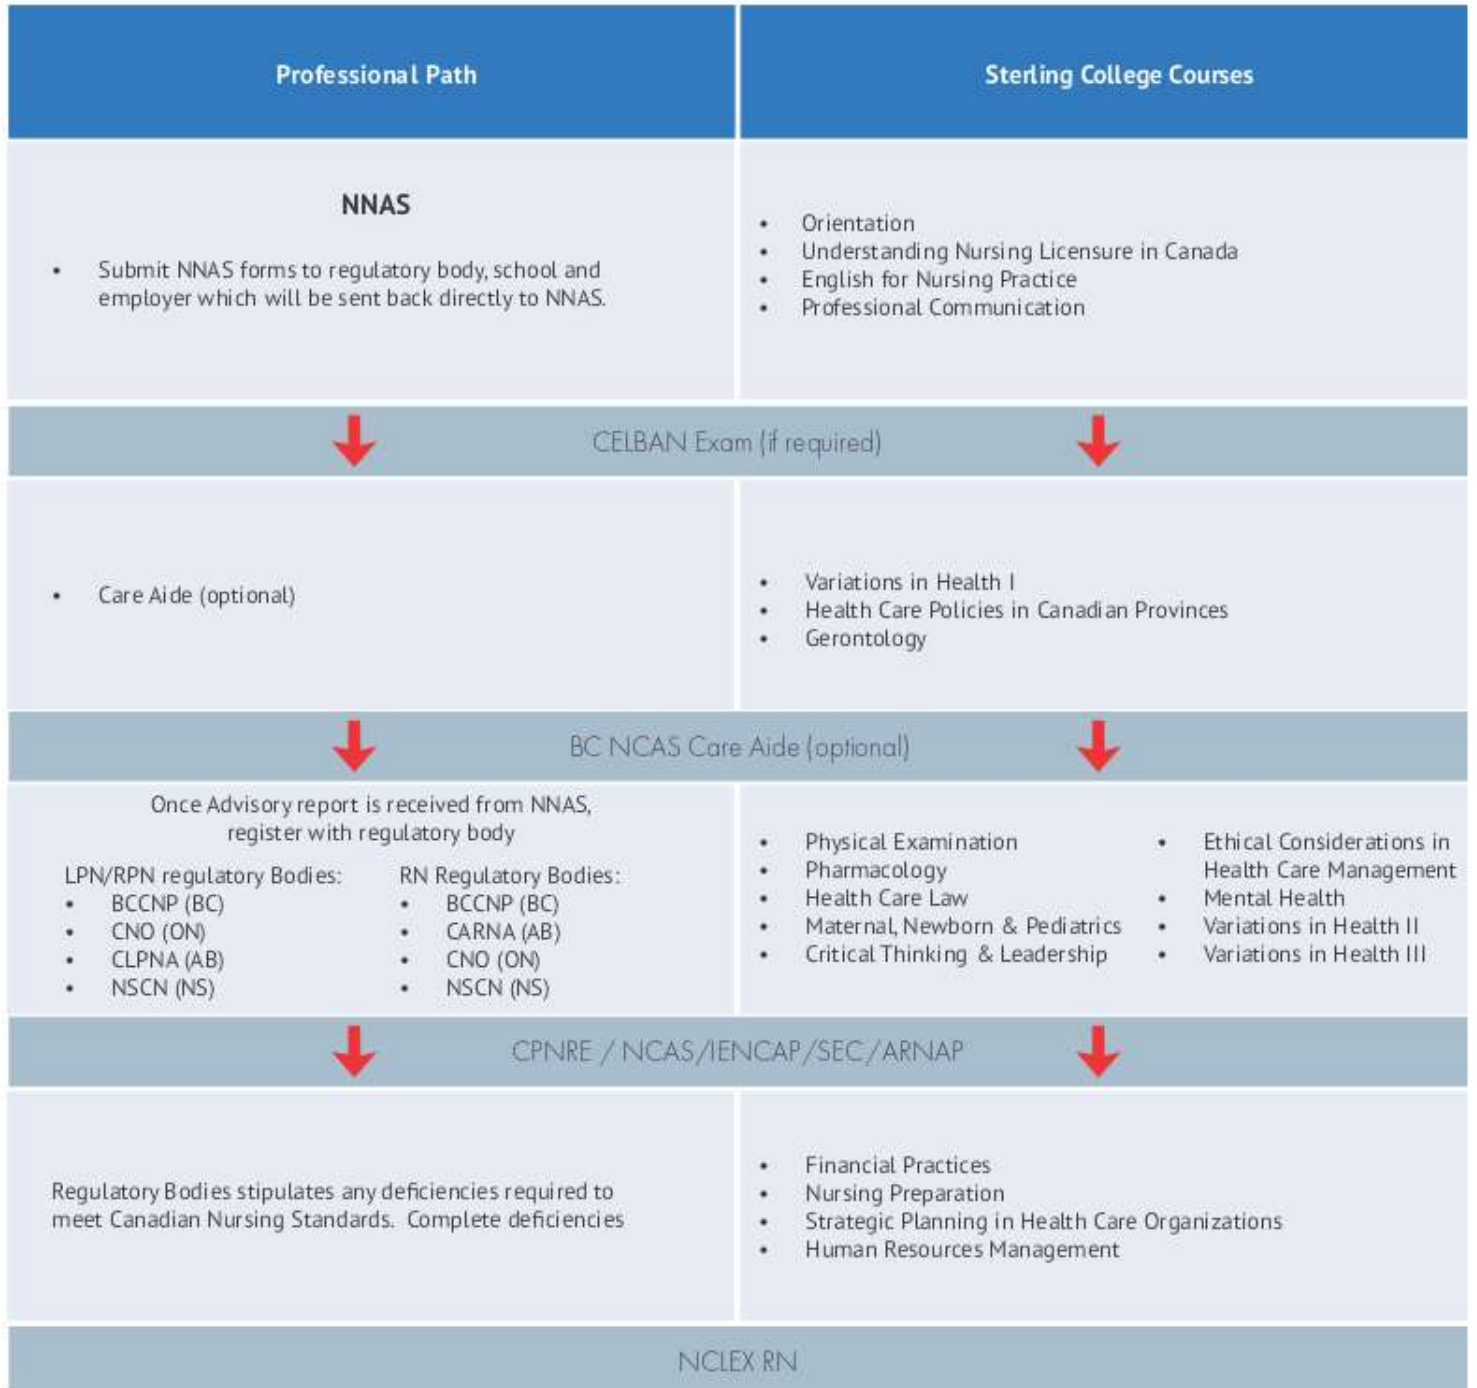 Professional Path
Sterling College Courses
NNAS
• Submit NNAS forms to regulatory body, school and
employer which will be sent back directly to NNAS.
• Orientation
• Understanding Nursing Licensure in Canada
• English for Nursing Practice
• Professional Communication
CELBAN Exam (if required)
• Care Aide (optional)
• Variations in Health I
• Health Care Policies in Canadian Provinces
• Gerontology
BC NCAS Care Aide (optional)
Once Advisory report is received from NNAS,
register with regulatory body
LPN/RPN regulatory Bodies:
• BCCNP (BC)
• CNO (ON)
• CLPNA (AB)
• NSCN (NS)
RN Regulatory Bodies:
• BCCNP (BC)
• CARNA (AB)
• CNO (ON)
• NSCN (NS)
• Physical Examination
• Pharmacology
• Health Care Law
• Maternal, Newborn & Pediatrics
• Critical Thinking & Leadership
• Ethical Considerations in
Health Care Management
• Mental Health
• Variations in Health II
• Variations in Health III
CPNRE / NCAS/IENCAP/SEC/ARNAP
Regulatory Bodies stipulates any deficiencies required to
meet Canadian Nursing Standards. Complete deficiencies
• Financial Practices
• Nursing Preparation
• Strategic Planning in Health Care Organizations
• Human Resources Management
NCLEX RN